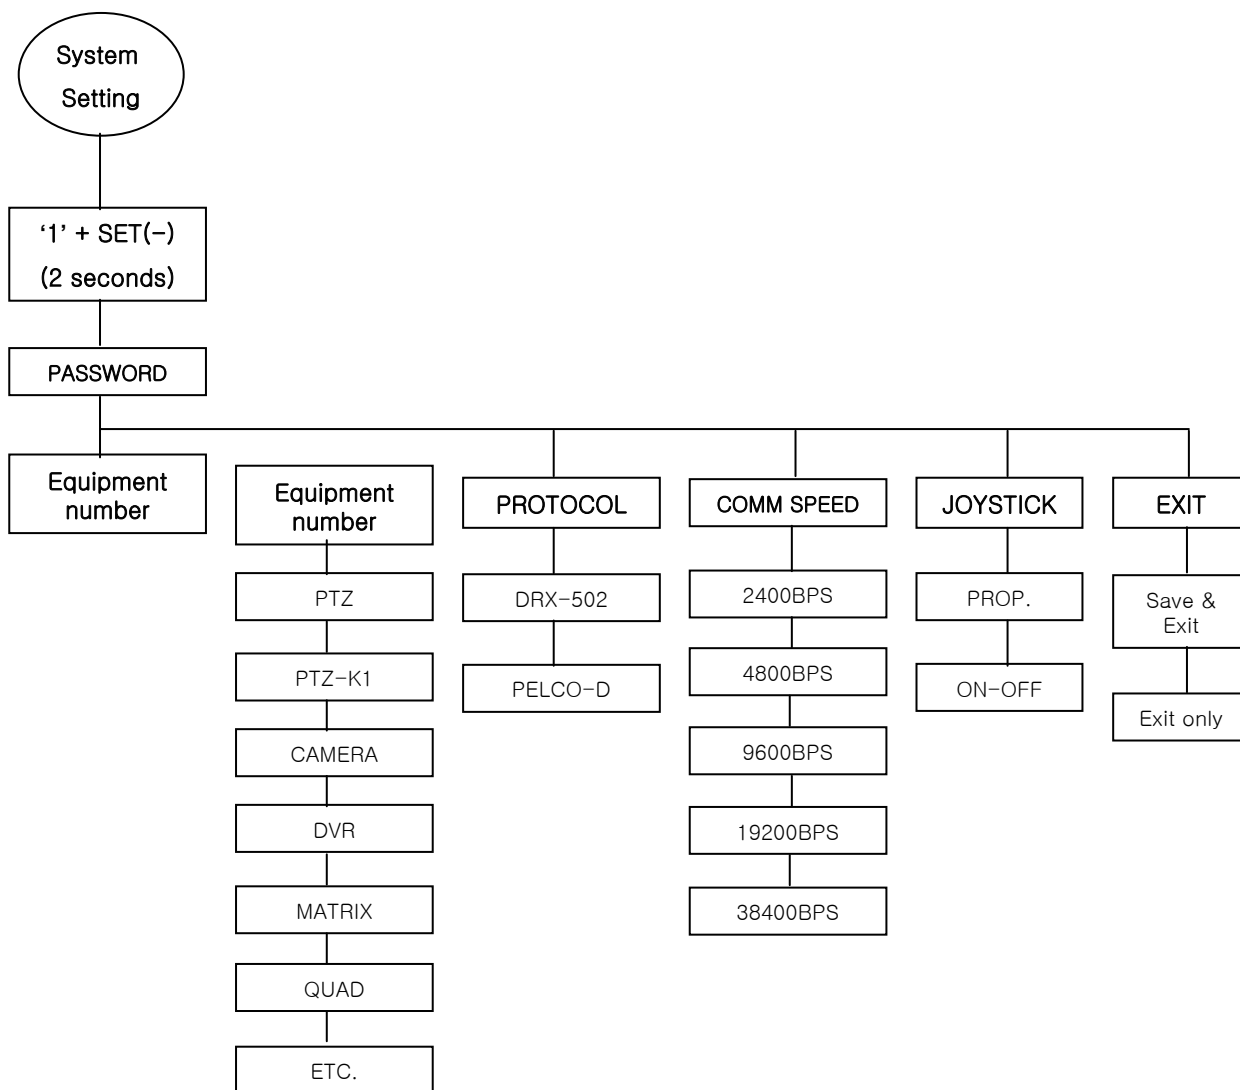 System
Setting
‘1’ + SET(-)
(2 seconds)
PASSWORD
Equipment
number
Equipment
number
PTZ
PTZ-K1
CAMERA
DVR
MATRIX
QUAD
ETC.
PROTOCOL
DRX-502
PELCO-D
COMM SPEED
2400BPS
4800BPS
9600BPS
19200BPS
38400BPS
JOYSTICK
PROP.
ON-OFF
EXIT
Save &
Exit
Exit only